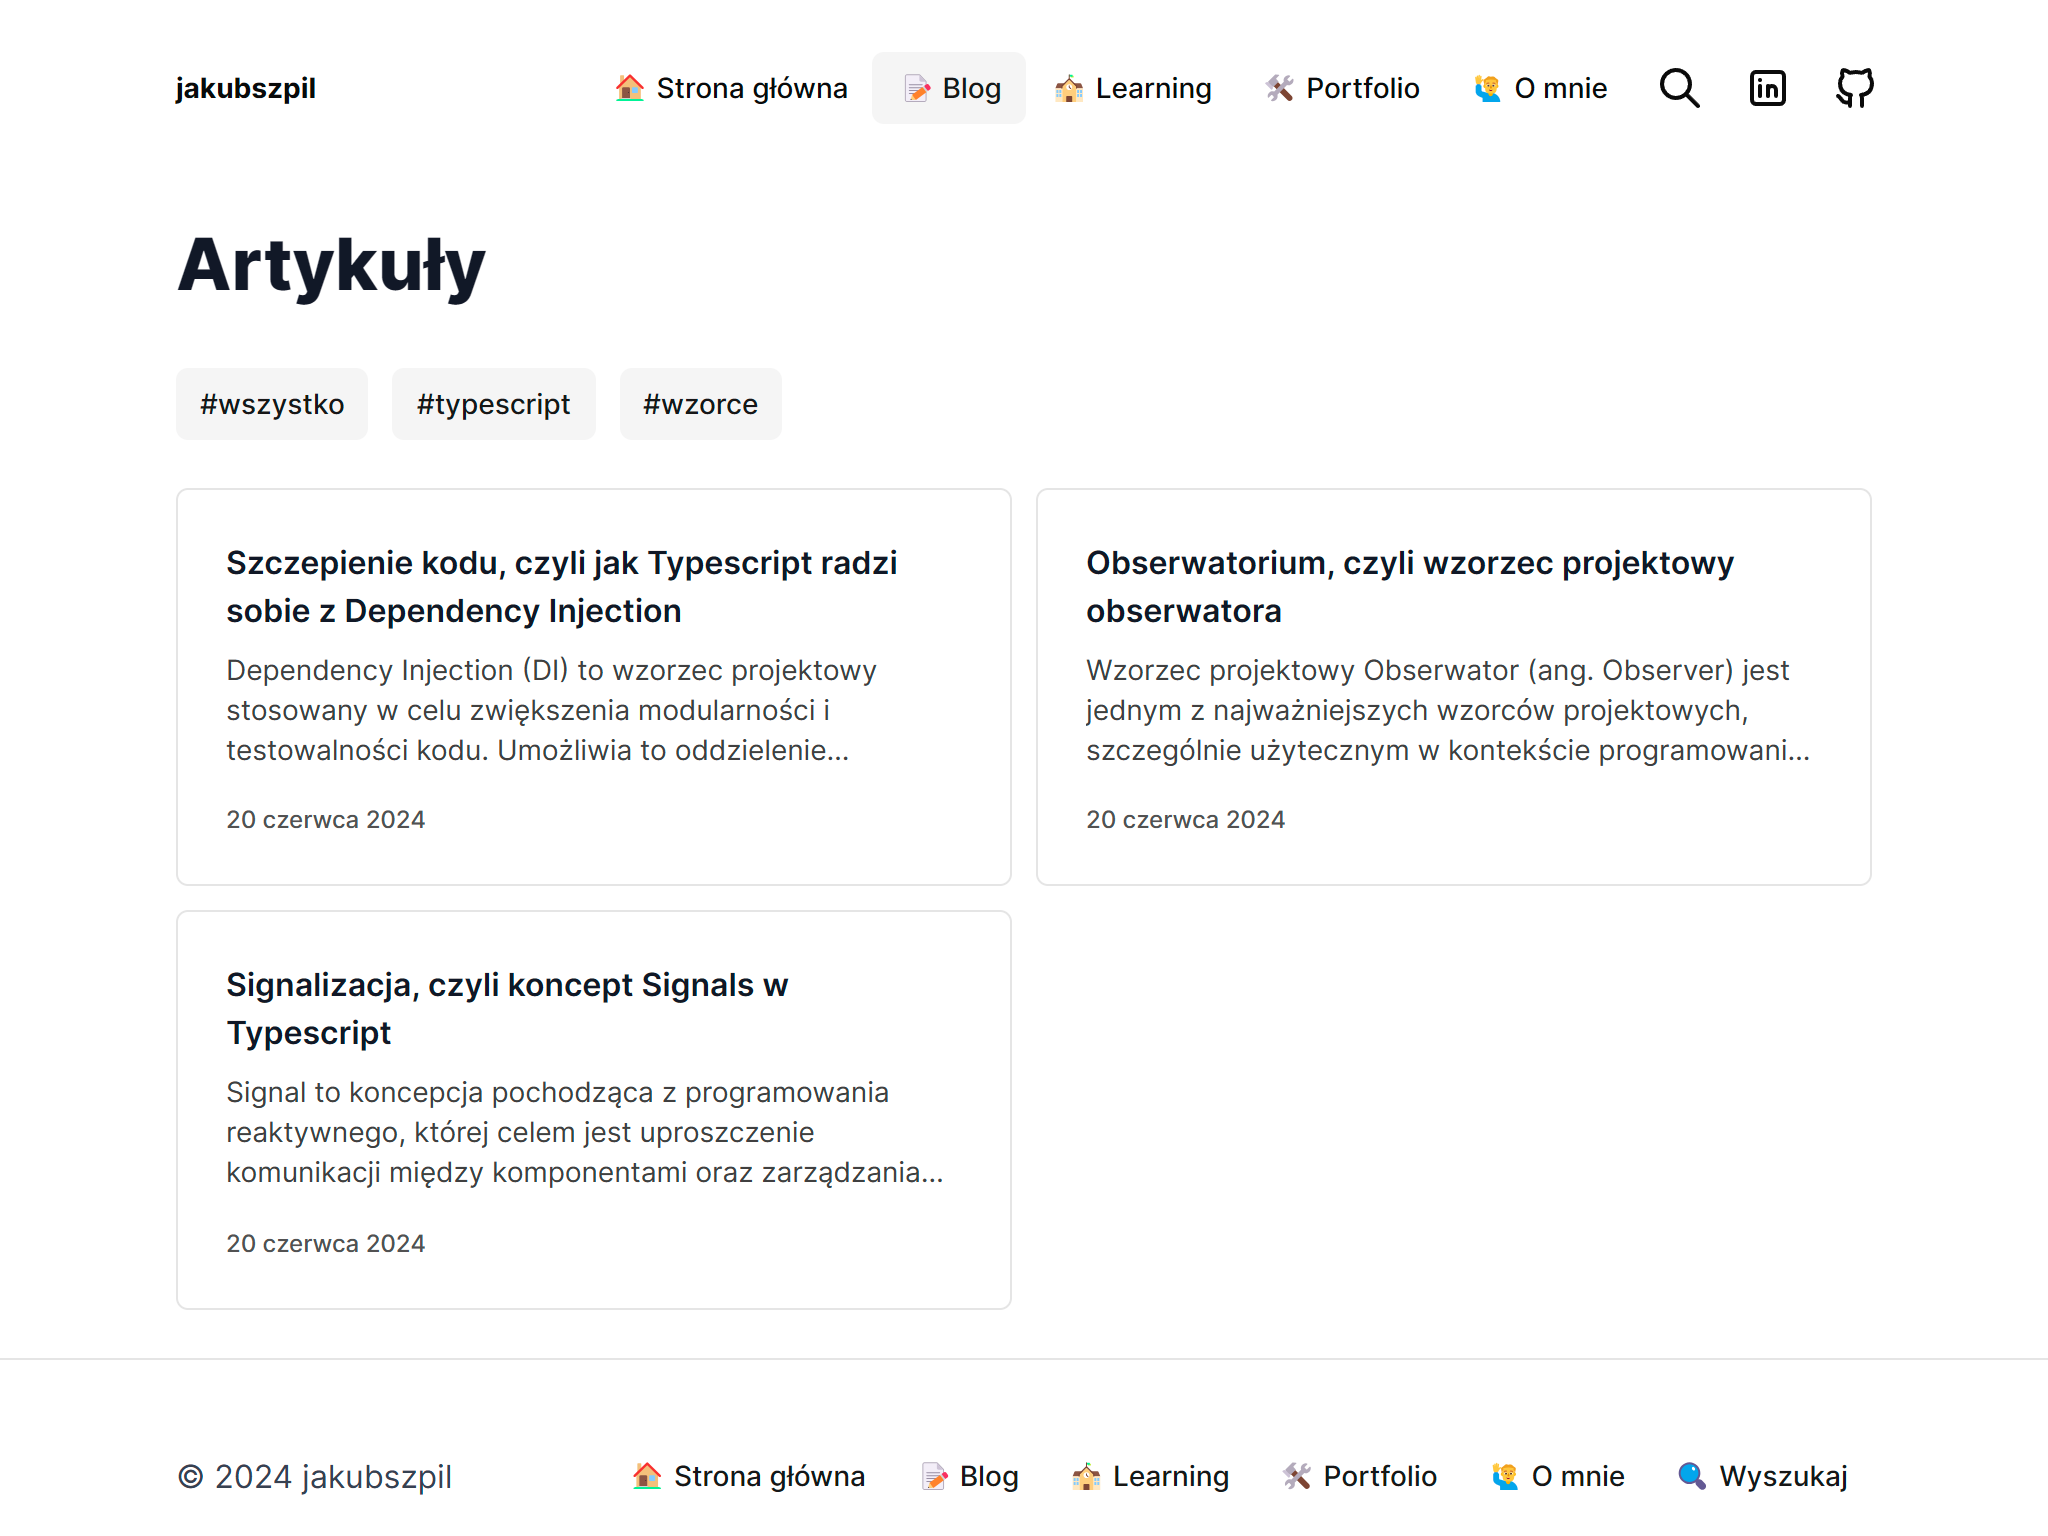 jakubszpil
Strona główna
Blog
Learning
Portfolio
O mnie
Artykuły
#wszystko
#typescript
#wzorce
Szczepienie kodu, czyli jak Typescript radzi
sobie z Dependency Injection
Dependency Injection (DI) to wzorzec projektowy
stosowany w celu zwiększenia modularności i
testowalności kodu. Umożliwia to oddzielenie...
20 czerwca 2024
Obserwatorium, czyli wzorzec projektowy
obserwatora
Wzorzec projektowy Obserwator (ang. Observer) jest
jednym z najważniejszych wzorców projektowych,
szczególnie użytecznym w kontekście programowani...
20 czerwca 2024
Signalizacja, czyli koncept Signals w
Typescript
Signal to koncepcja pochodząca z programowania
reaktywnego, której celem jest uproszczenie
komunikacji między komponentami oraz zarządzania...
20 czerwca 2024
© 2024 jakubszpil
Strona główna
Blog
Learning
Portfolio
O mnie
Wyszukaj